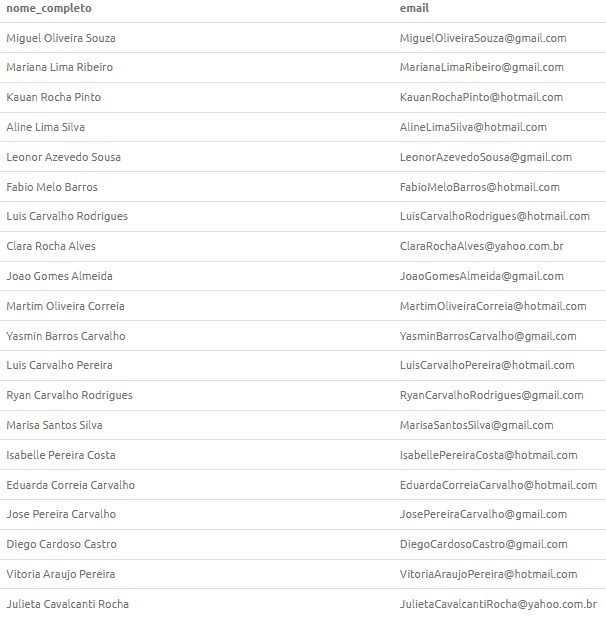 nome_completo email
Miguel Oliveira Souza MiguelOliveiraSouza@gmail.com
Mariana Lima Ribeiro MarianaLimaRibeiro@gmail.com
Kauan Rocha Pinto KauanRochaPinto@hotmail.com
Aline Lima Silva AlineLimaSilva@hotmail.com
Leonor Azevedo Sousa LeonorAzevedoSousa@gmail.com
Fabio Melo Barros FabioMeloBarros@hotmail.com
Luis Carvalho Rodrigues LuisCarvalhoRodrigues@hotmail.com
Clara Rocha Alves ClaraRochaAlves@yahoo.com.br
Joao Gomes Almeida JoaoGomesAlmeida@gmail.com
Martim Oliveira Correia MartimOliveiraCorreia@hotmail.com
Yasmin Barros Carvalho YasminBarrosCarvalho@gmail.com
Luis Carvalho Pereira LuisCarvalhoPereira@hotmail.com
Ryan Carvalho Rodrigues RyanCarvalhoRodrigues@gmail.com
Marisa Santos Silva MarisaSantosSilva@gmail.com
Isabelle Pereira Costa IsabellePereiraCosta@hotmail.com
Eduarda Correia Carvalho EduardaCorreiaCarvalho@hotmail.com
Jose Pereira Carvalho JosePereiraCarvalho@gmail.com
Diego Cardoso Castro DiegoCardosoCastro@gmail.com
Vitoria Araujo Pereira VitoriaAraujoPereira@hotmail.com
Julieta Cavalcanti Rocha JulietaCavalcantiRocha@yahoo.com.br